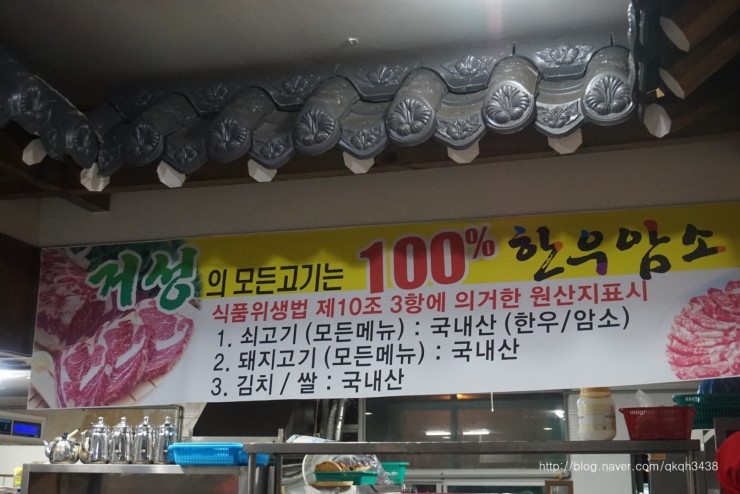 거성의 모든고기는 100% 한우암소
식품위생법 제10조 3항에 의거한 원산지표시
1. 쇠고기 (모든메뉴) : 국내산 (한우/암소)
2. 돼지고기 (모든메뉴) : 국내산
3. 김치 / 쌀 : 국내산
http://blog.naver.com/qkqh3438